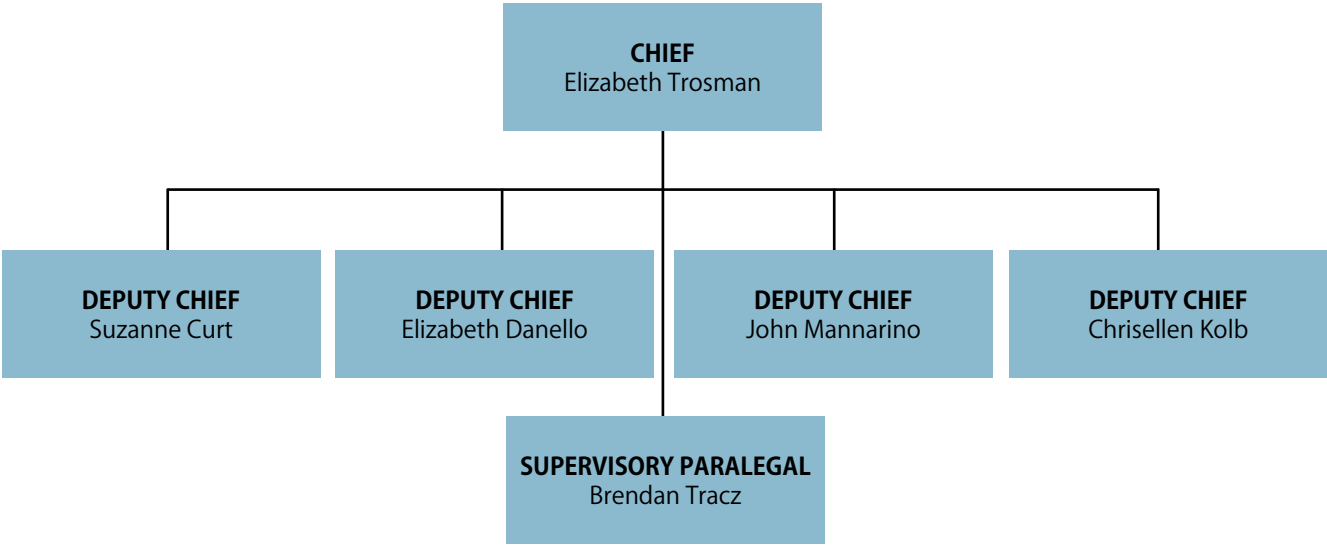 CHIEF
Elizabeth Trosman
DEPUTY CHIEF
Suzanne Curt
DEPUTY CHIEF
Elizabeth Danello
DEPUTY CHIEF
John Mannarino
DEPUTY CHIEF
Chrisellen Kolb
SUPERVISORY PARALEGAL
Brendan Tracz